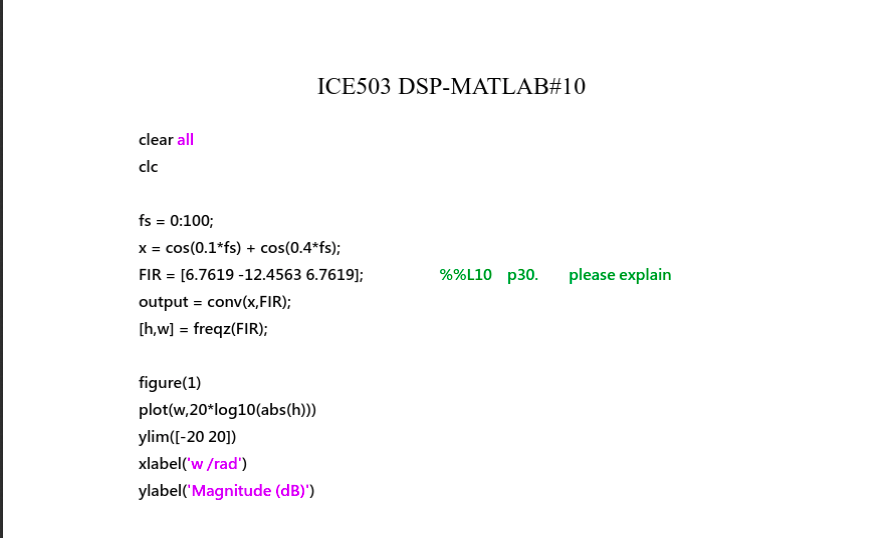 ICE503 DSP-MATLAB#10
clear all
clc
fs = 0:100;
x = cos(0.1*fs) + cos(0.4*fs);
FIR = [6.7619 -12.4563 6.7619]; %%L10 p30. please explain
output = conv(x,FIR);
[h,w] = freqz(FIR);
figure(1)
plot(w,20*log10(abs(h)))
ylim([-20 20])
xlabel('w /rad')
ylabel('Magnitude (dB)')